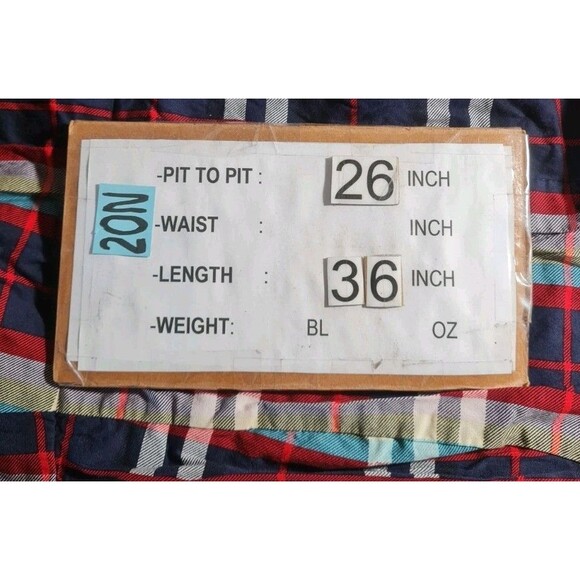 -PIT TO PIT : 26 INCH
20N
-WAIST : INCH
-LENGTH : 36 INCH
-WEIGHT: BL OZ